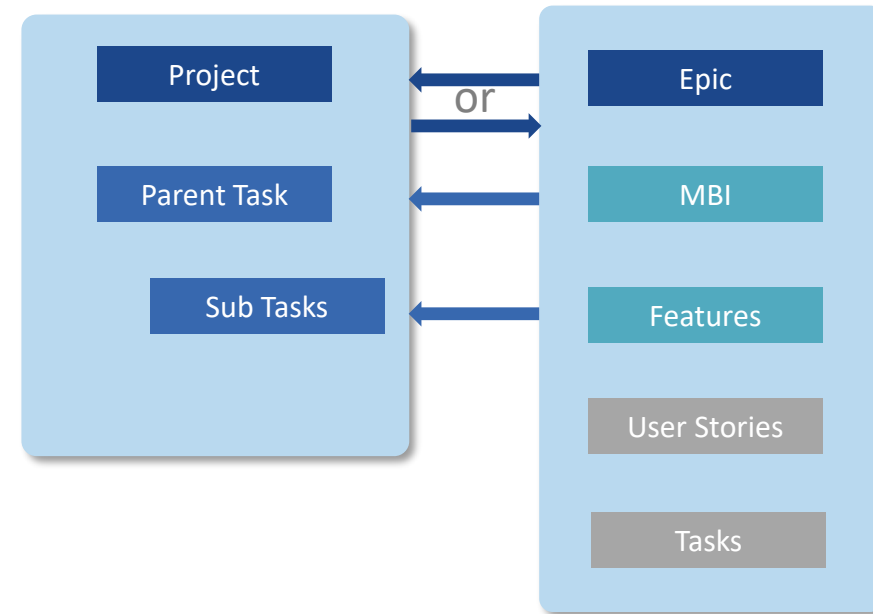 Project
or
Epic
Parent Task
MBI
Sub Tasks
Features
User Stories
Tasks